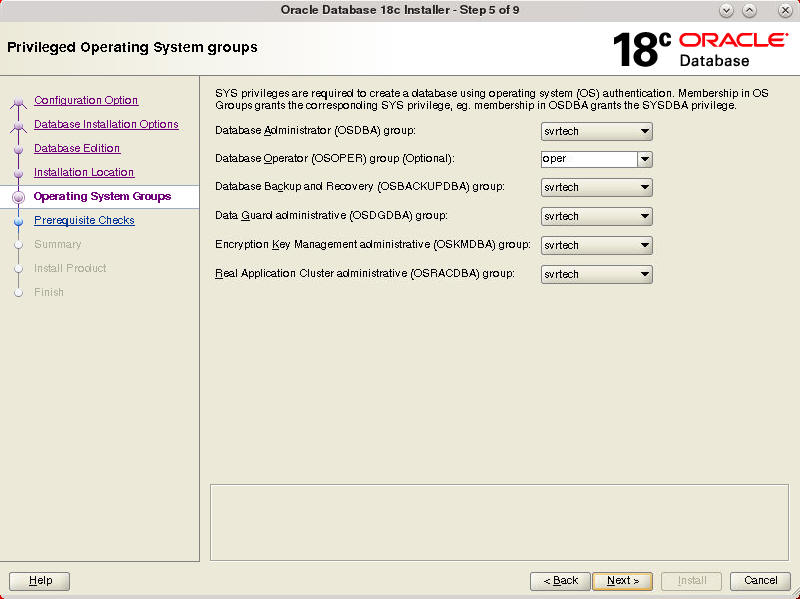 Oracle Database 18c Installer - Step 5 of 9
Privileged Operating System groups
18c ORACLE
Database
Configuration Option
Database Installation Options
Database Edition
Installation Location
Operating System Groups
Prerequisite Checks
Summary
Install Product
Finish
SYS privileges are required to create a database using operating system (OS) authentication. Membership in OS
Groups grants the corresponding SYS privilege, eg. membership in OSDBA grants the SYSDBA privilege.
Database Administrator (OSDBA) group: svrtech
Database Operator (OSOPER) group (Optional): oper
Database Backup and Recovery (OSBACKUPDBA) group: svrtech
Data Guard administrative (OSDGDBA) group: svrtech
Encryption Key Management administrative (OSKMDBA) group: svrtech
Real Application Cluster administrative (OSRACDBA) group: svrtech
Help < Back Next > Install Cancel